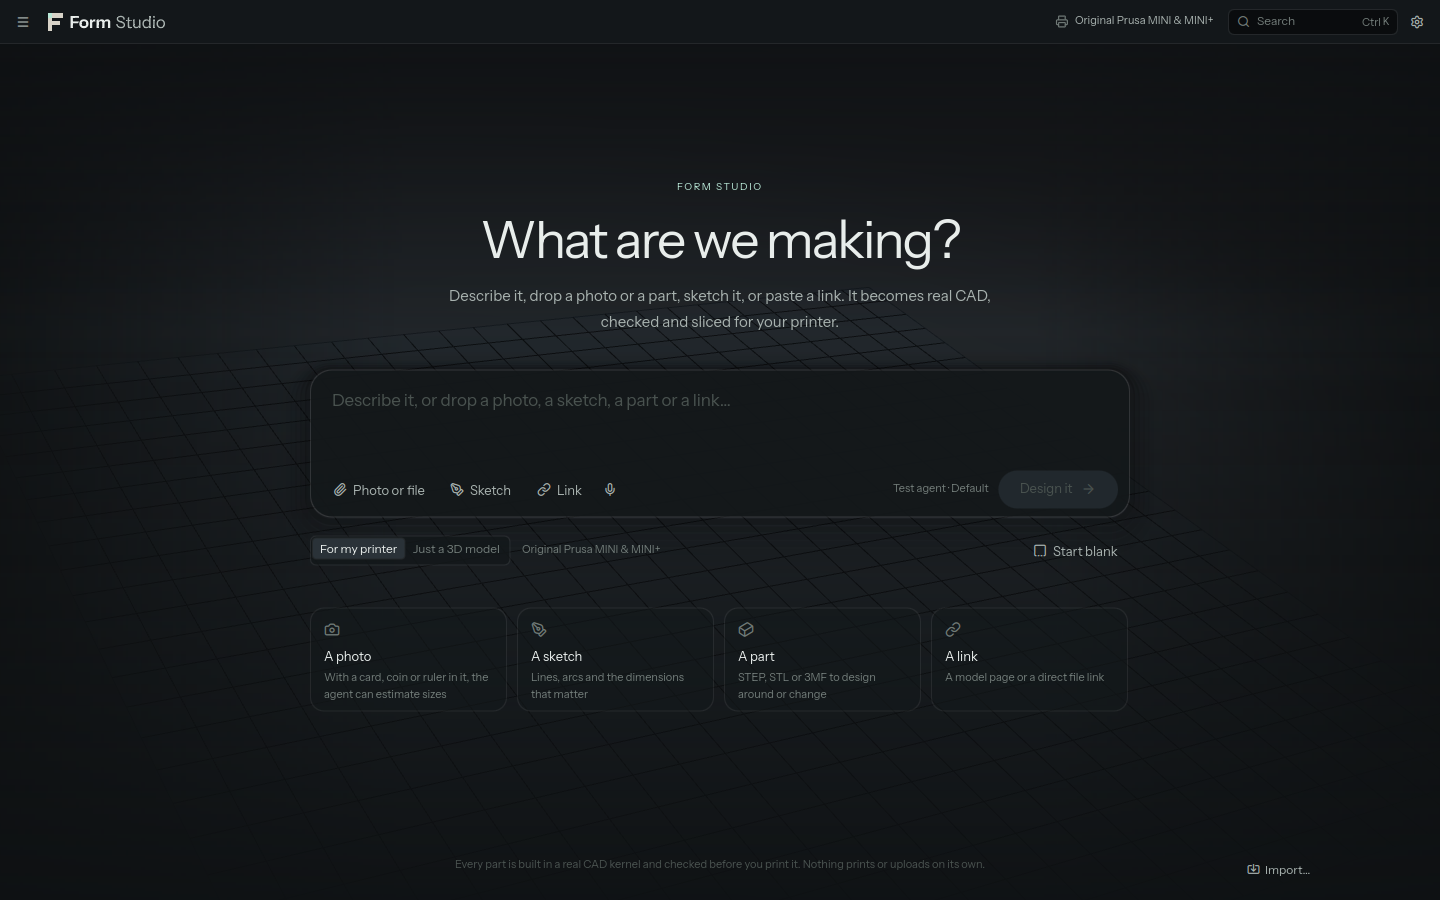 Form Studio
Original Prusa MINI & MINI+
Search
Ctrl K
FORM STUDIO
What are we making?
Describe it, drop a photo or a part, sketch it, or paste a link. It becomes real CAD,
checked and sliced for your printer.
Describe it, or drop a photo, a sketch, a part or a link...
Photo or file
Sketch
Link
Test agent · Default
Design it
For my printer
Just a 3D model
Original Prusa MINI & MINI+
Start blank
A photo
With a card, coin or ruler in it, the
agent can estimate sizes
A sketch
Lines, arcs and the dimensions
that matter
A part
STEP, STL or 3MF to design
around or change
A link
A model page or a direct file link
Every part is built in a real CAD kernel and checked before you print it. Nothing prints or uploads on its own.
Import...